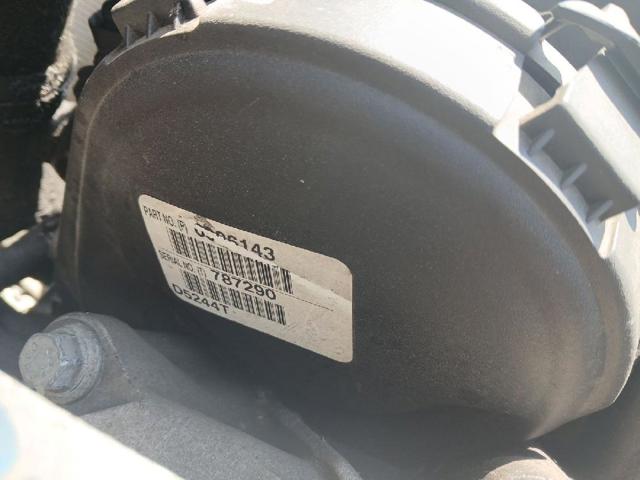 PART NO. (P)
SERIAL NO. (T) 787290
D5244T